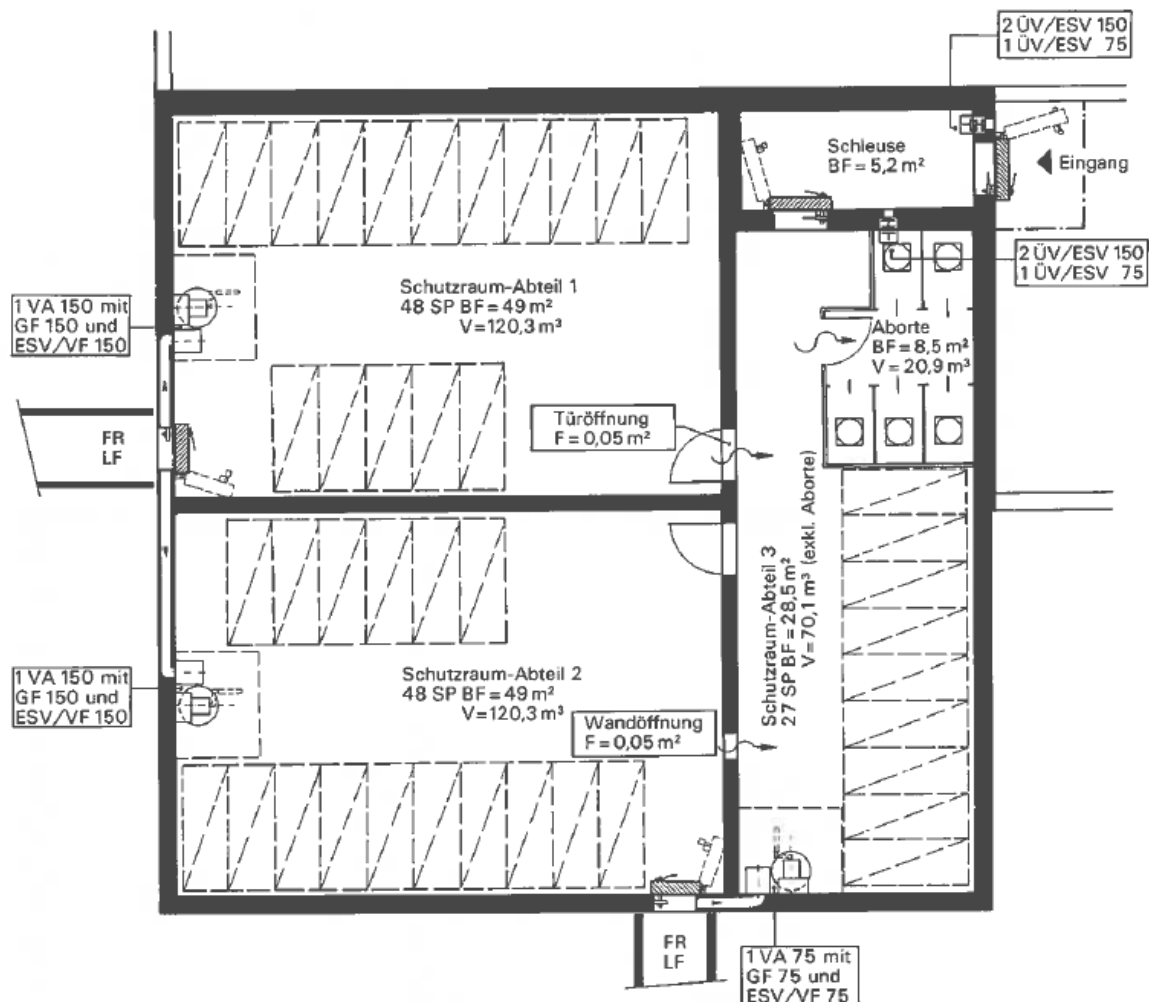 2 ÜV/ESV 150
1 ÜV/ESV 75
Schleuse
BF = 5,2 m²
Eingang
2 ÜV/ESV 150
1 ÜV/ESV 75
Schutzraum-Abteil 1
48 SP BF = 49 m²
V = 120,3 m³
1 VA 150 mit
GF 150 und
ESV/VF 150
Aborte
BF = 8,5 m²
V = 20,9 m³
FR
LF
Türöffnung
F = 0,05 m²
Schutzraum-Abteil 3
27 SP BF = 28,5 m²
V = 70,1 m³ (exkl. Aborte)
1 VA 150 mit
GF 150 und
ESV/VF 150
Schutzraum-Abteil 2
48 SP BF = 49 m²
V = 120,3 m³
Wandöffnung
F = 0,05 m²
FR
LF
1 VA 75 mit
GF 75 und
ESV/VF 75